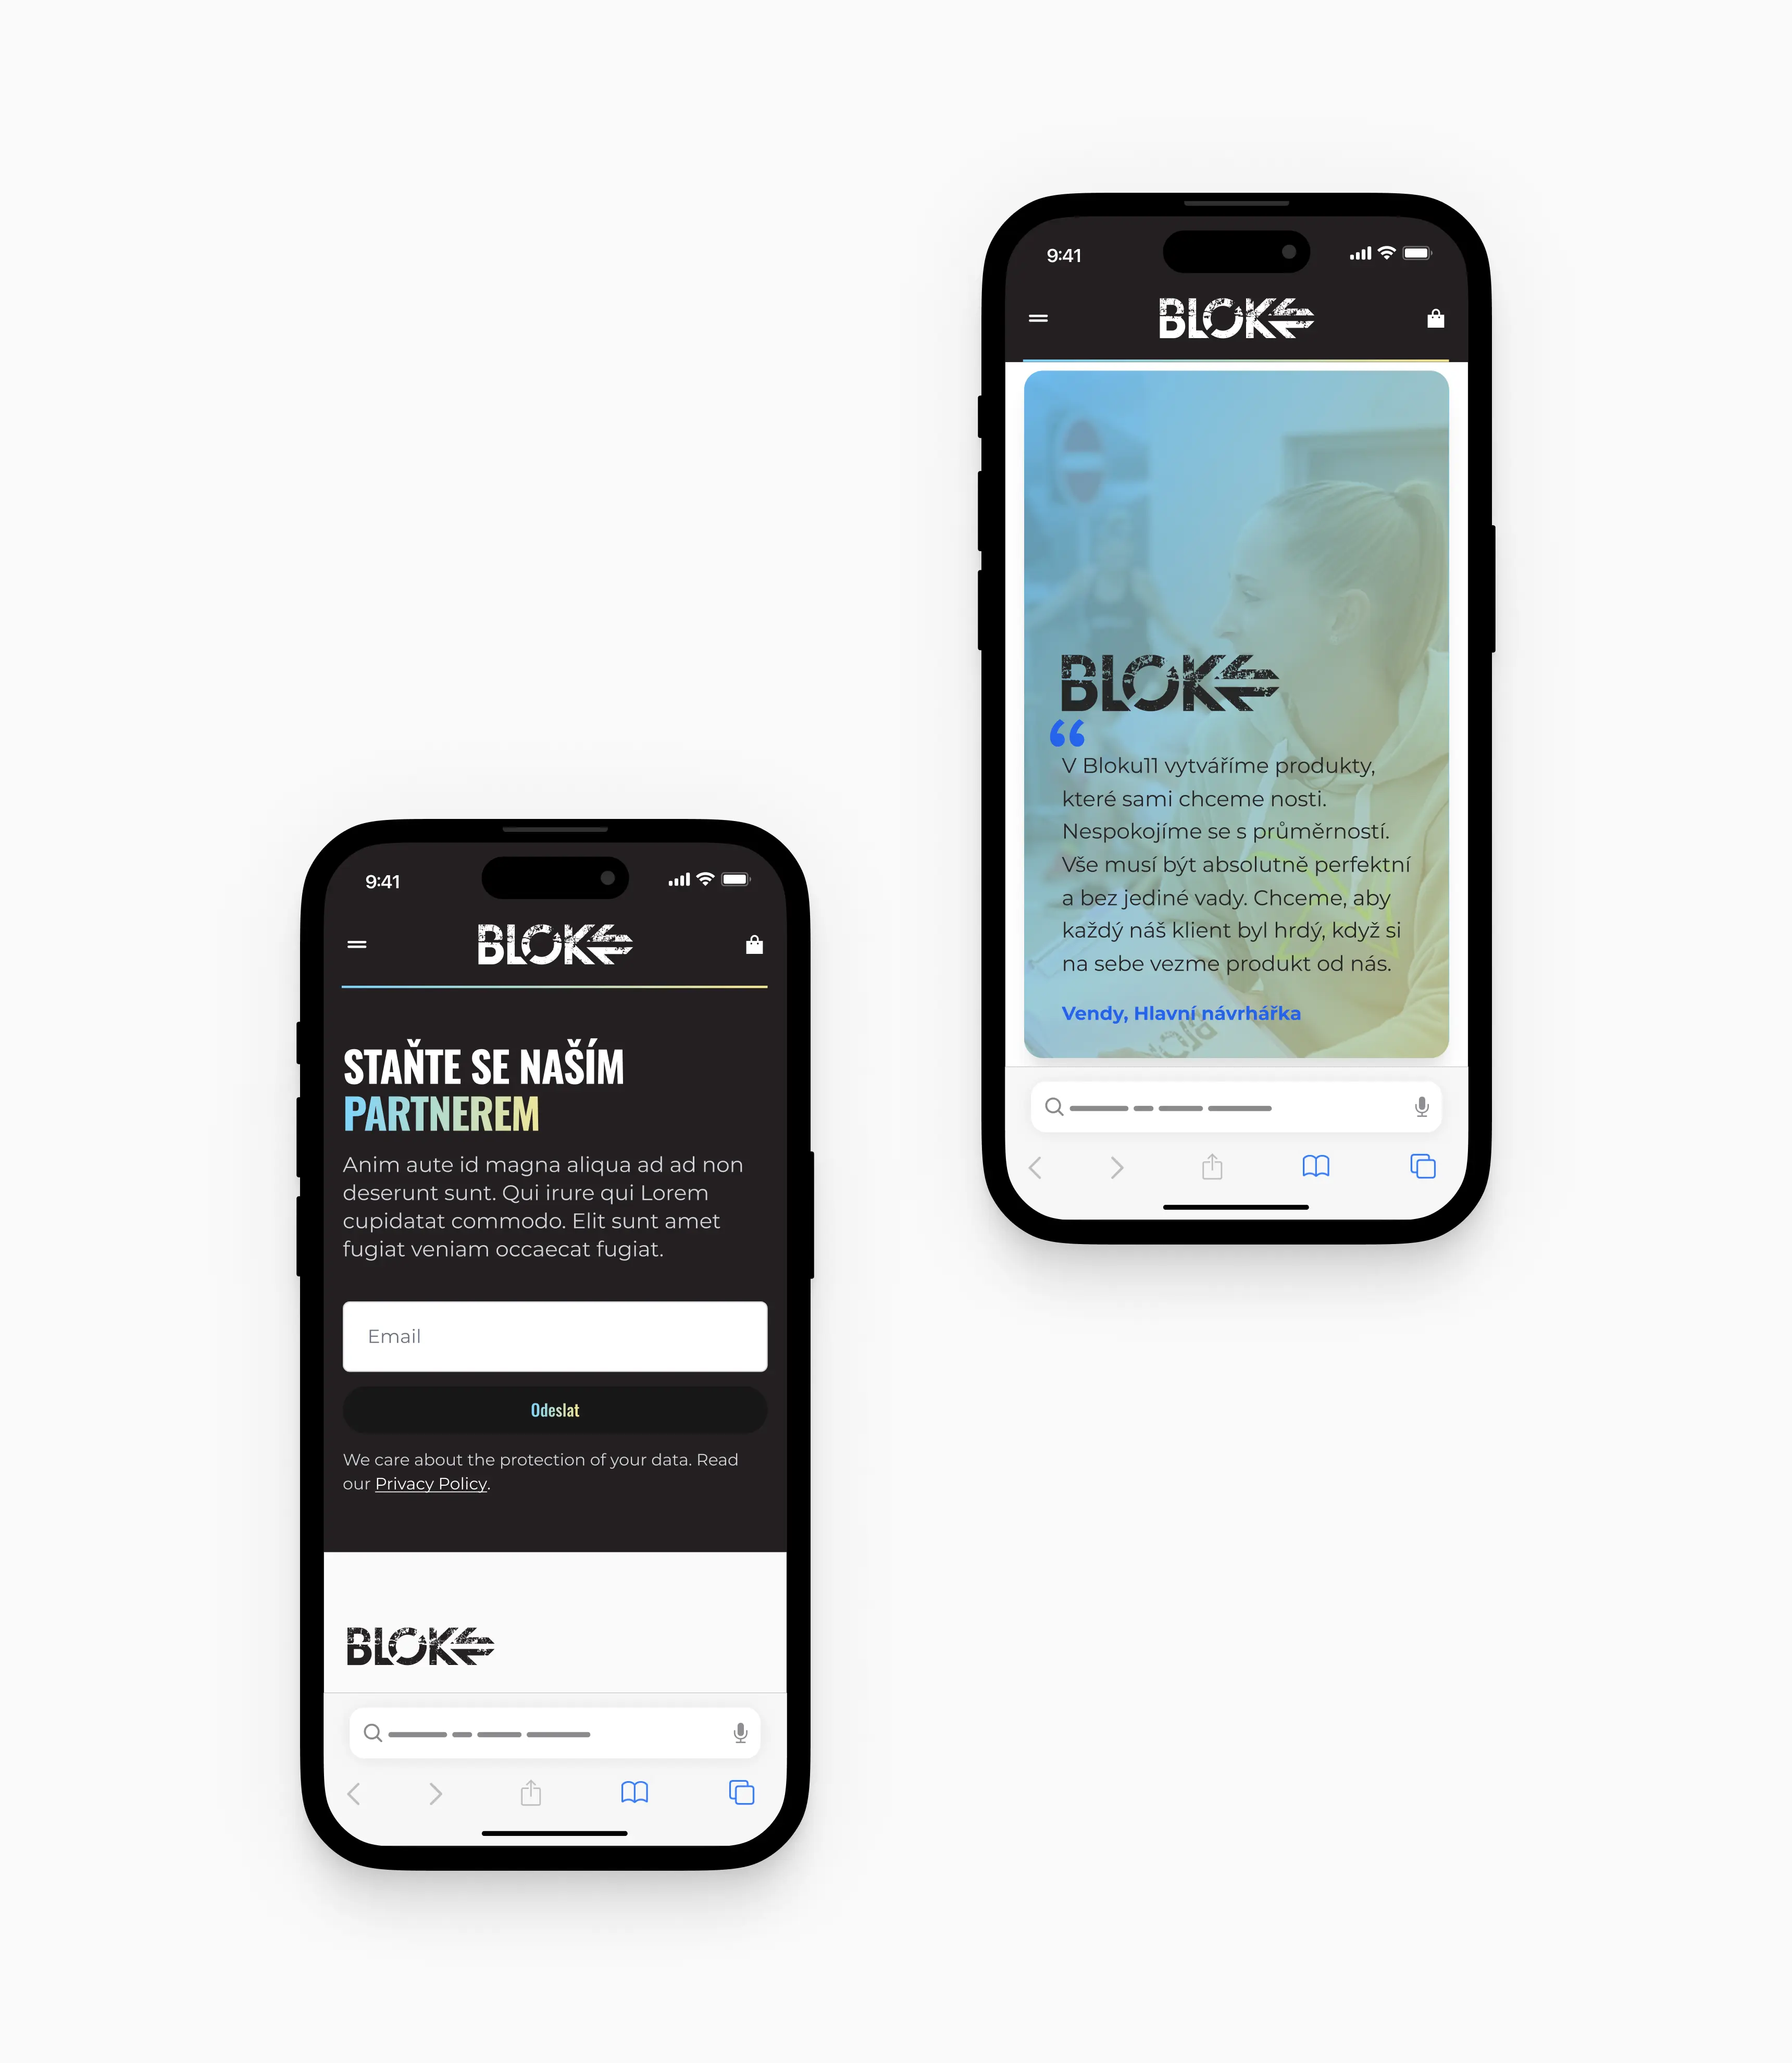 9:41
BLOK
STAŇTE SE NAŠÍM
PARTNEREM
Anim aute id magna aliqua ad ad non
deserunt sunt. Qui irure qui Lorem
cupidatat commodo. Elit sunt amet
fugiat veniam occaecat fugiat.
Email
Odeslat
We care about the protection of your data. Read
our Privacy Policy.
BLOK
9:41
BLOK
BLOK
“
V Bloku11 vytváříme produkty,
které sami chceme nosti.
Nespokojíme se s průměrností.
Vše musí být absolutně perfektní
a bez jediné vady. Chceme, aby
každý náš klient byl hrdý, když si
na sebe vezme produkt od nás.
Vendy, Hlavní návrhářka